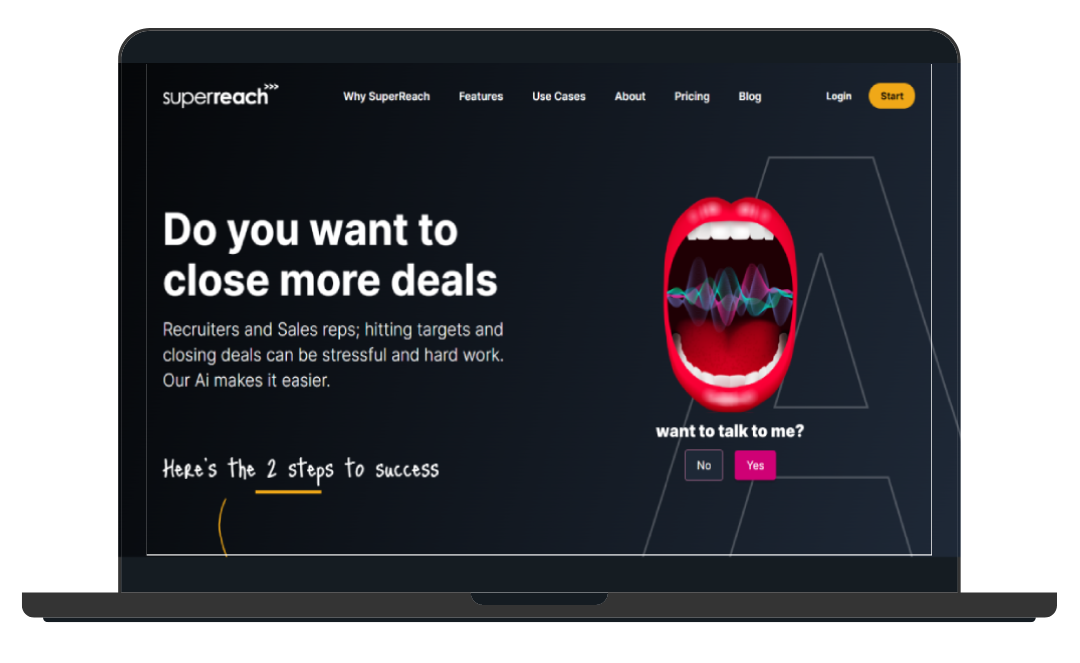 superreach>>>
Why SuperReach Features Use Cases About Pricing Blog Login Start
Do you want to
close more deals
Recruiters and Sales reps; hitting targets and
closing deals can be stressful and hard work.
Our Ai makes it easier.
want to talk to me?
No Yes
Here's the 2 steps to success